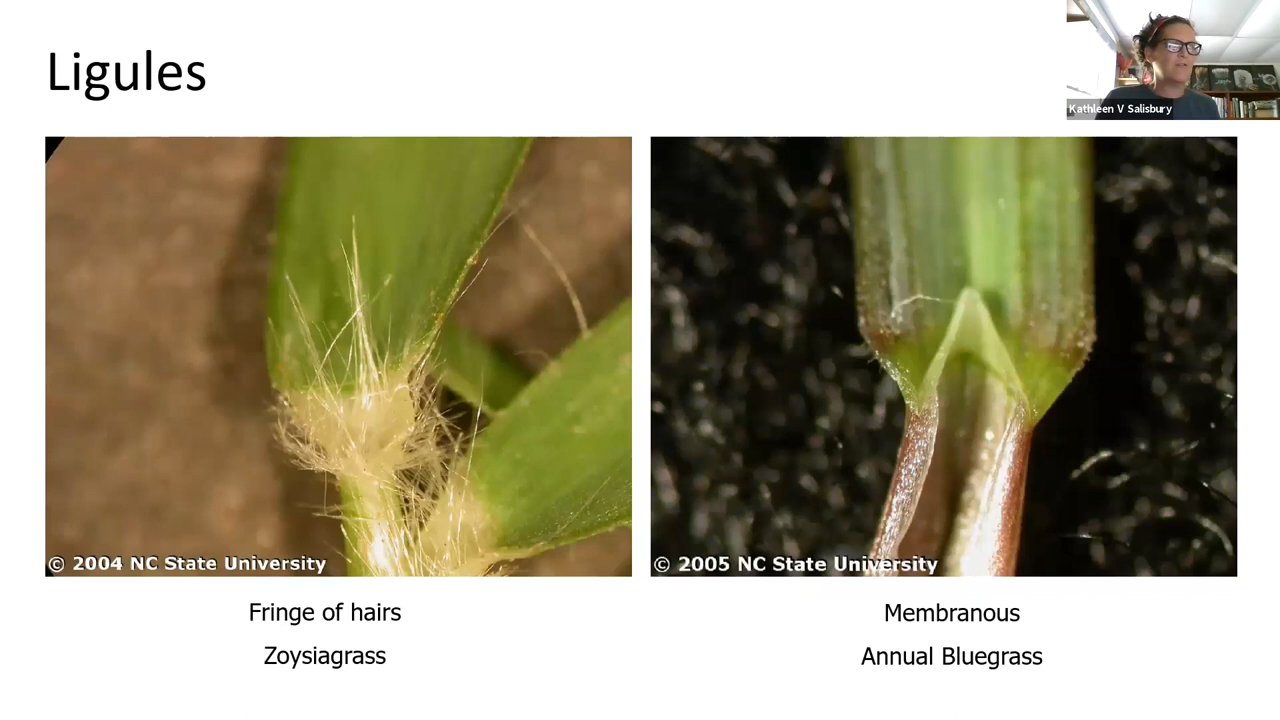 Ligules
Kathleen V Salisbury
© 2004 NC State University
© 2005 NC State University
Fringe of hairs
Zoysiagrass
Membranous
Annual Bluegrass